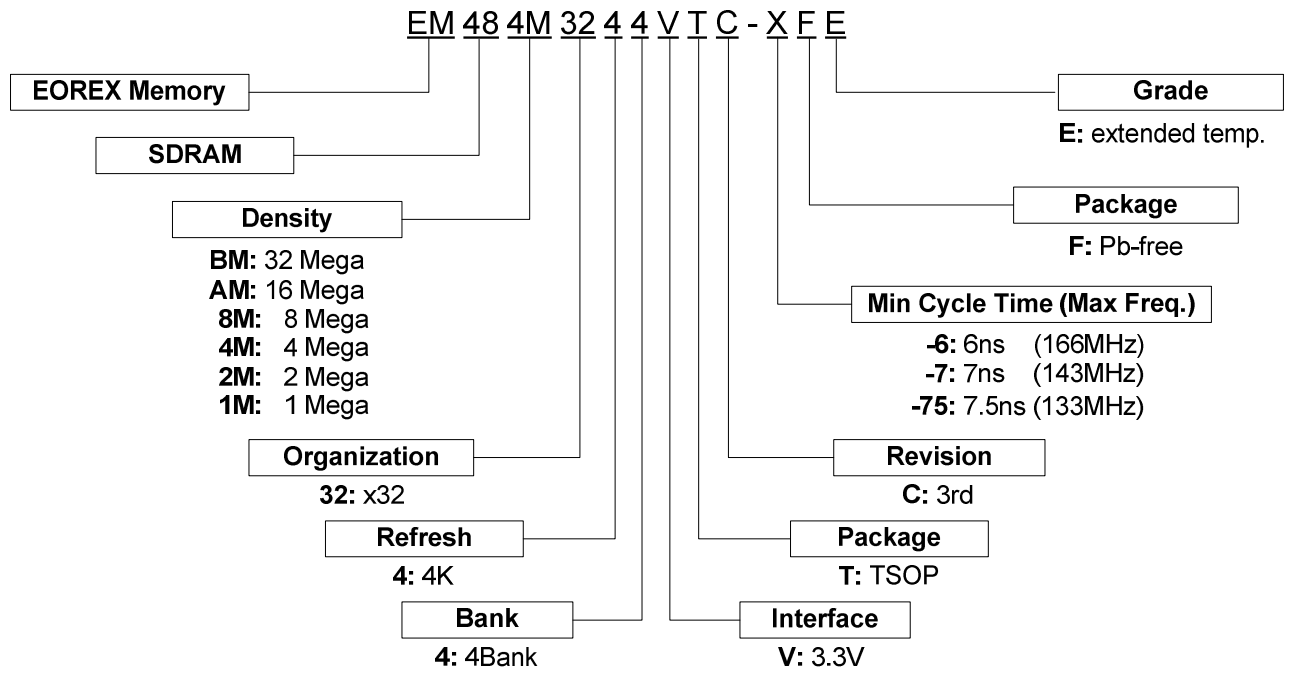 EM 48 4M 32 4 4 V T C - X F E
EOREX Memory
SDRAM
Density
BM: 32 Mega
AM: 16 Mega
8M: 8 Mega
4M: 4 Mega
2M: 2 Mega
1M: 1 Mega
Organization
32: x32
Refresh
4: 4K
Bank
4: 4Bank
Grade
E: extended temp.
Package
F: Pb-free
Min Cycle Time (Max Freq.)
-6: 6ns (166MHz)
-7: 7ns (143MHz)
-75: 7.5ns (133MHz)
Revision
C: 3rd
Package
T: TSOP
Interface
V: 3.3V